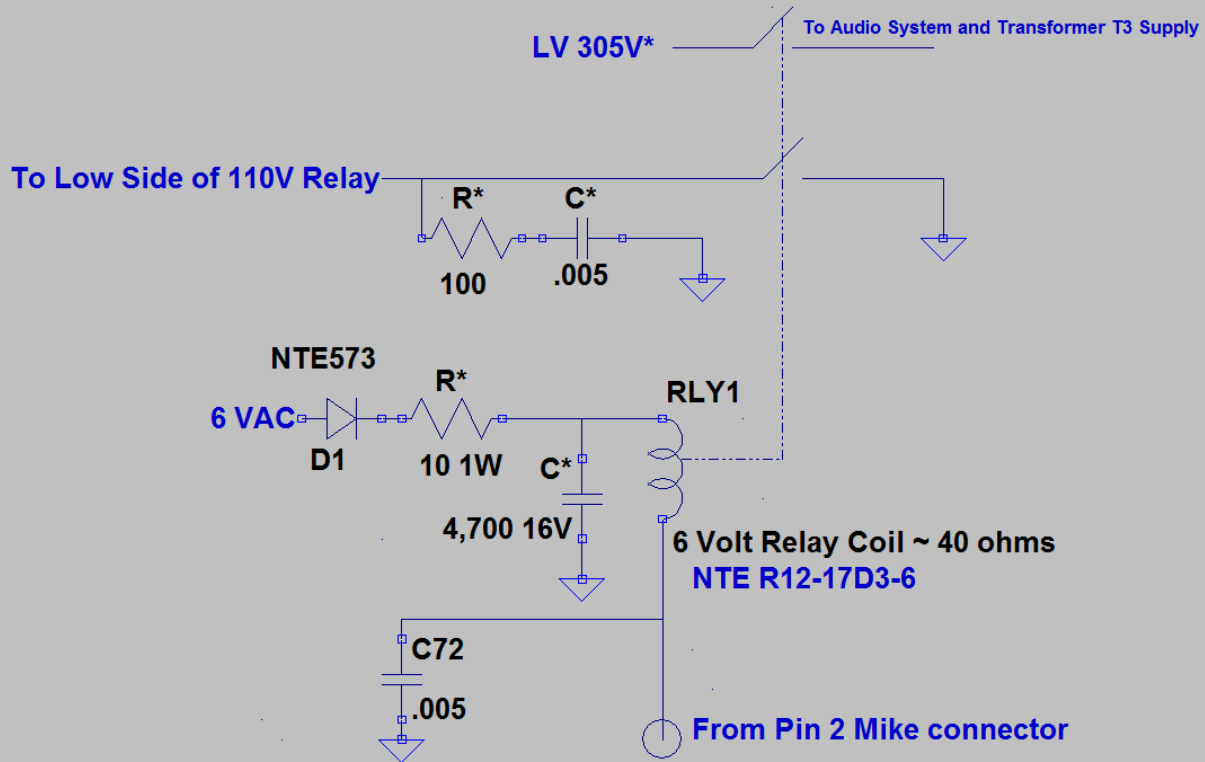 To Audio System and Transformer T3 Supply
LV 305V*
To Low Side of 110V Relay
R*
C*
100
.005
NTE573
R*
RLY1
6 VAC
D1
10 1W
C*
4,700 16V
6 Volt Relay Coil ~ 40 ohms
NTE R12-17D3-6
C72
.005
From Pin 2 Mike connector